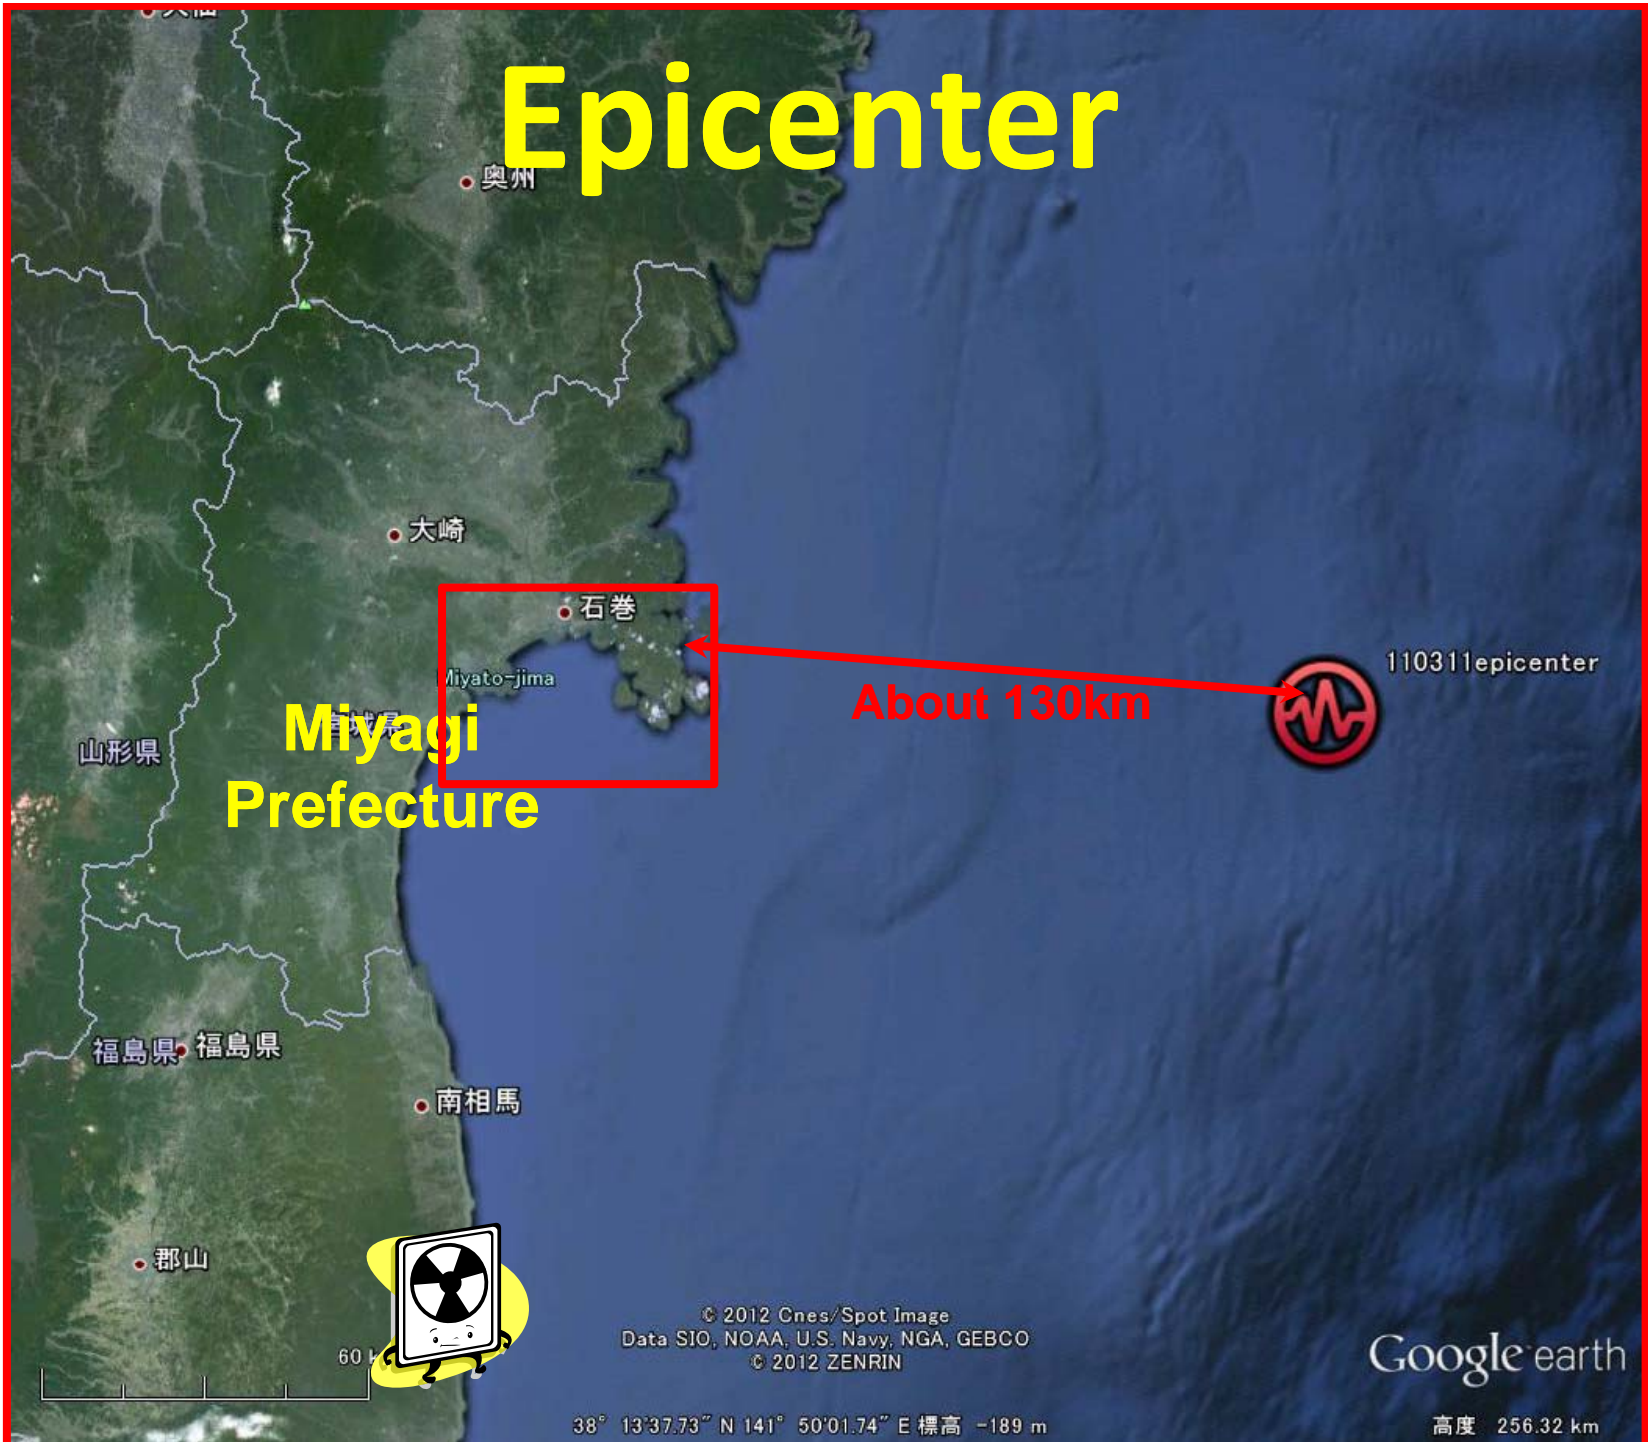 Epicenter
奥州
大崎
石巻
110311epicenter
Miyato-jima
About 130km
Miyagi
Prefecture
山形県
福島県
福島県
南相馬
郡山
60
© 2012 Cnes/Spot Image
Data SIO, NOAA, U.S. Navy, NGA, GEBCO
© 2012 ZENRIN
Google earth
38° 13'37.73" N 141° 50'01.74" E 標高 -189 m
高度 256.32 km